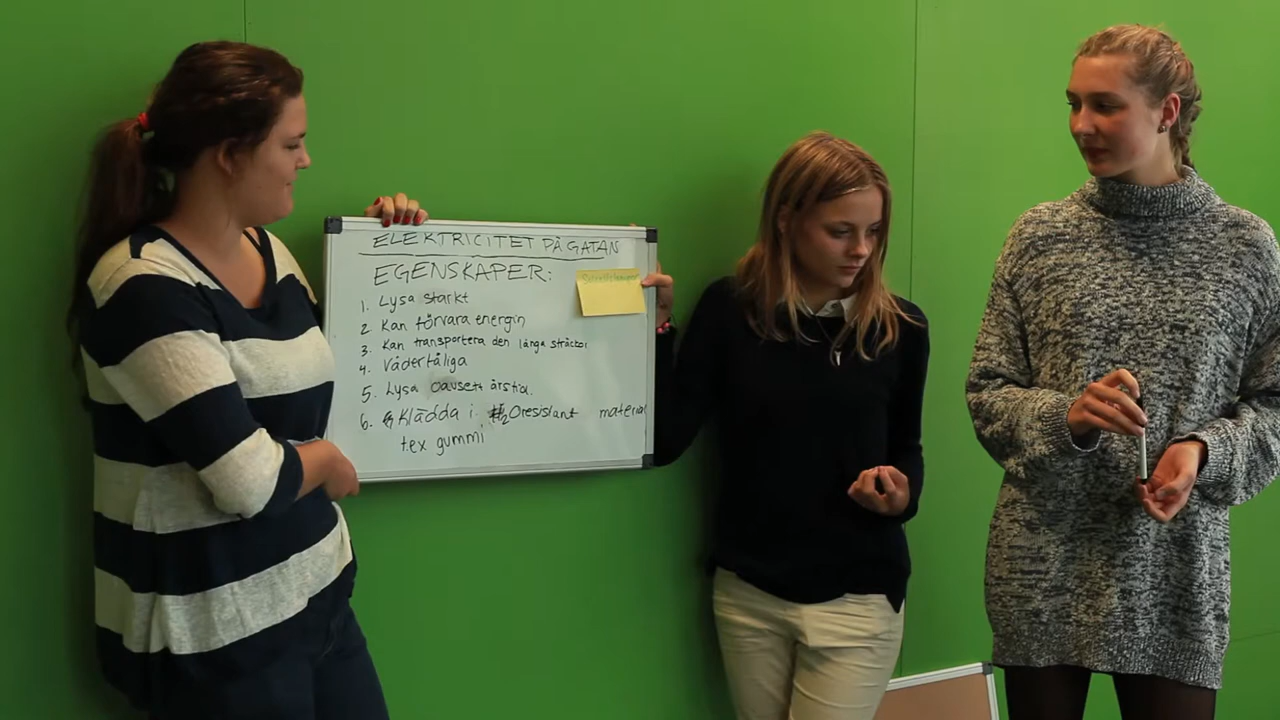 ELEKTRICITET PÅ GATAN
EGENSKAPER:
1. Lysa starkt
2. Kan förvara energin
3. Kan transportera den långa sträckor
4. Vädertåliga
5. Lysa oavsett årstid.
6. Klädda i H2Oresistant material
t.ex gummi